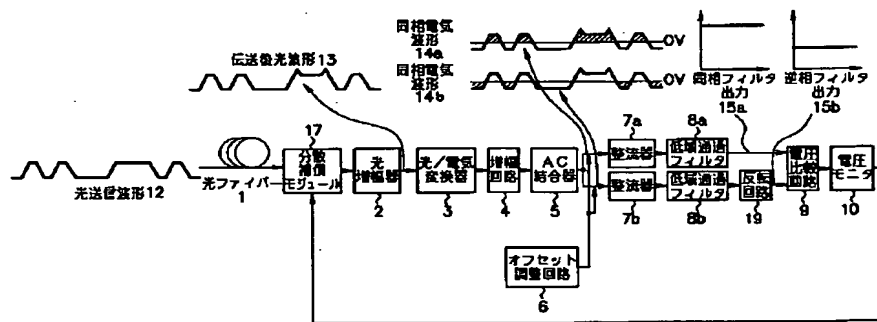 同相電気
波形
14a
OV
同相電気
波形
14b
OV
伝送後光波形13
同相フィルタ
出力
15a
逆相フィルタ
出力
15b
光送信波形12
光ファイバー
1
17
分散
補償
モジュール
光
増幅器
2
光/電気
変換器
3
増幅
回路
4
AC
結合器
5
オフセット
調整回路
6
7a
整流器
整流器
7b
8a
低域通過
フィルタ
低域通過
フィルタ
8b
反転
回路
19
電圧
比較
回路
9
電圧
モニタ
10